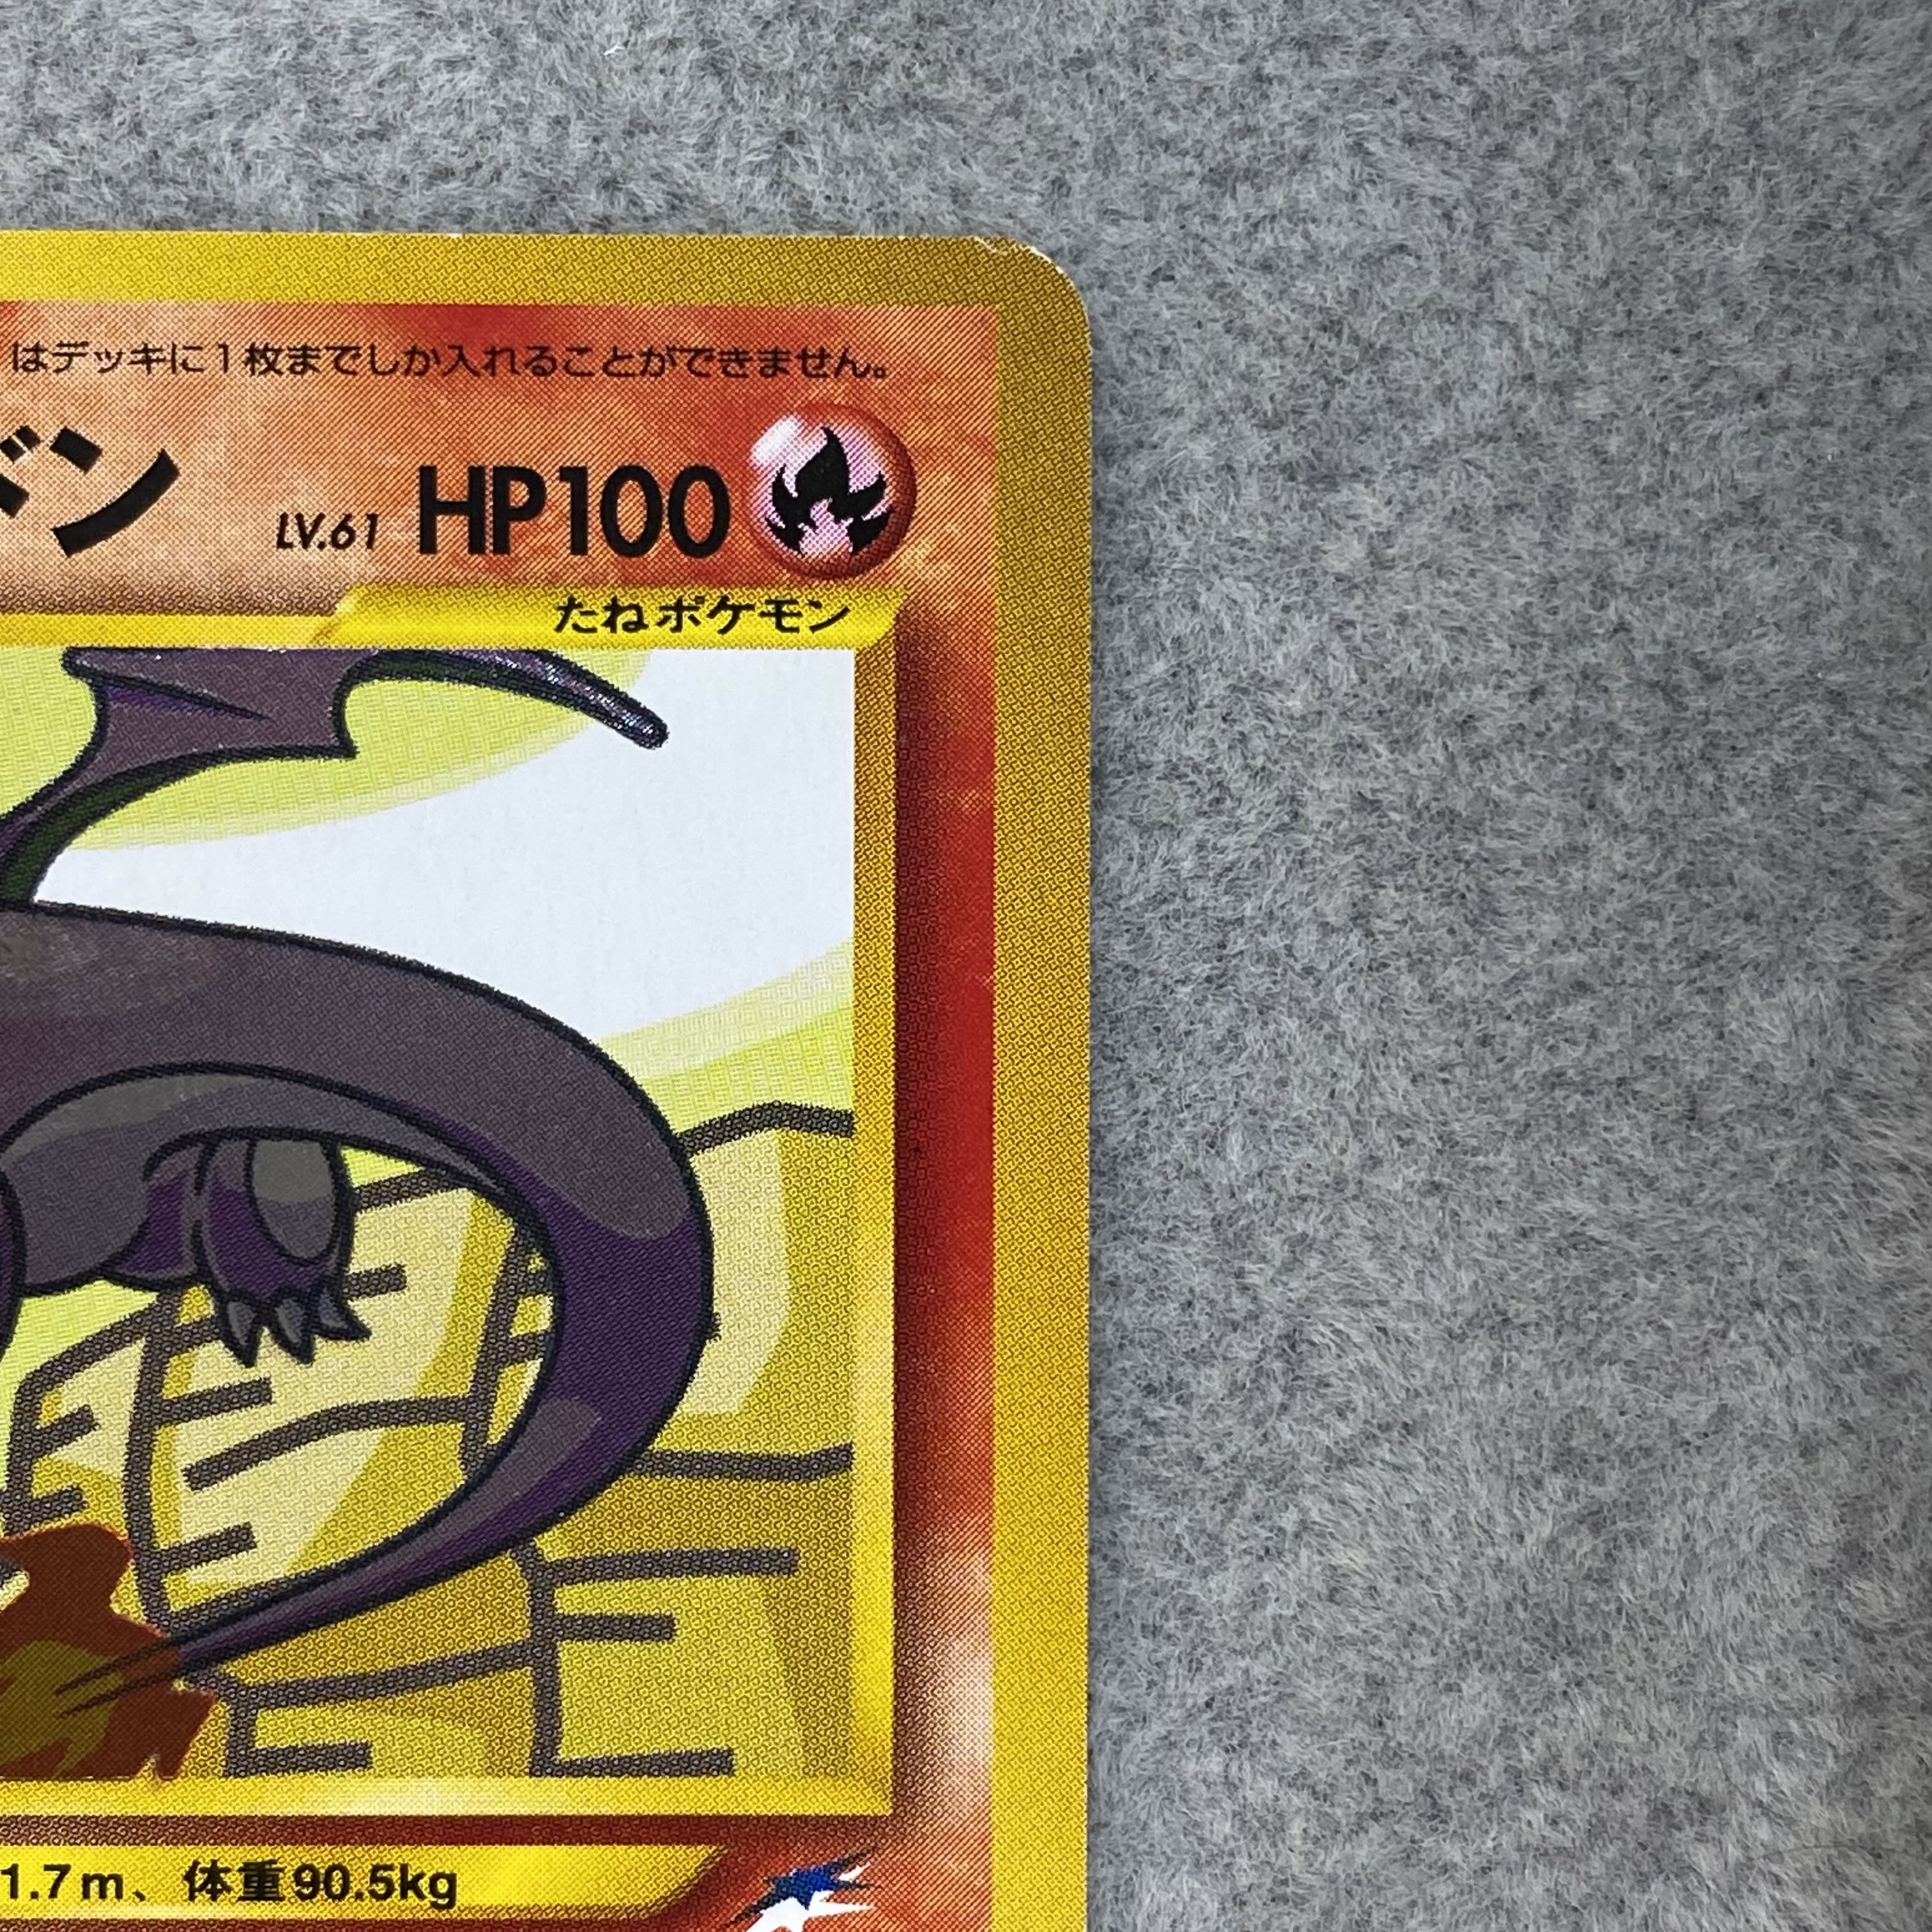 はデッキに1枚までしか入れることができません。
ン LV.61 HP100
たねポケモン
1.7m、体重90.5kg